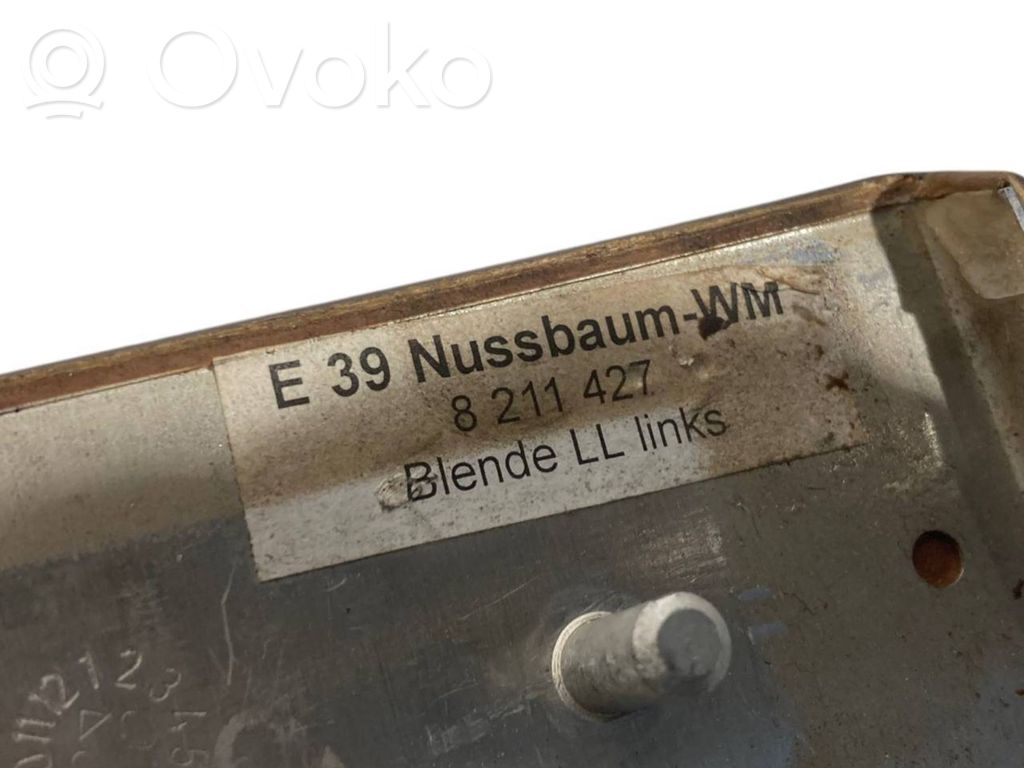 Ovoko
E 39 Nussbaum-WM
8 211 427
Blende LL links